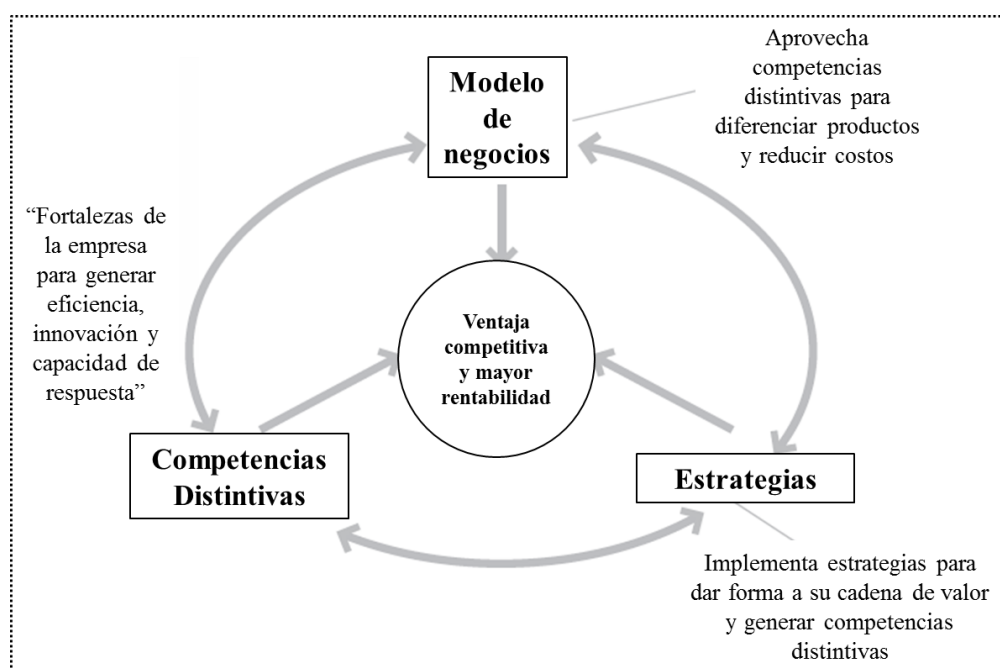 Modelo
de
negocios
Aprovecha
competencias
distintivas para
diferenciar productos
y reducir costos
“Fortalezas de
la empresa
para generar
eficiencia,
innovación y
capacidad de
respuesta”
Ventaja
competitiva
y mayor
rentabilidad
Competencias
Distintivas
Estrategias
Implementa estrategias para
dar forma a su cadena de valor
y generar competencias
distintivas